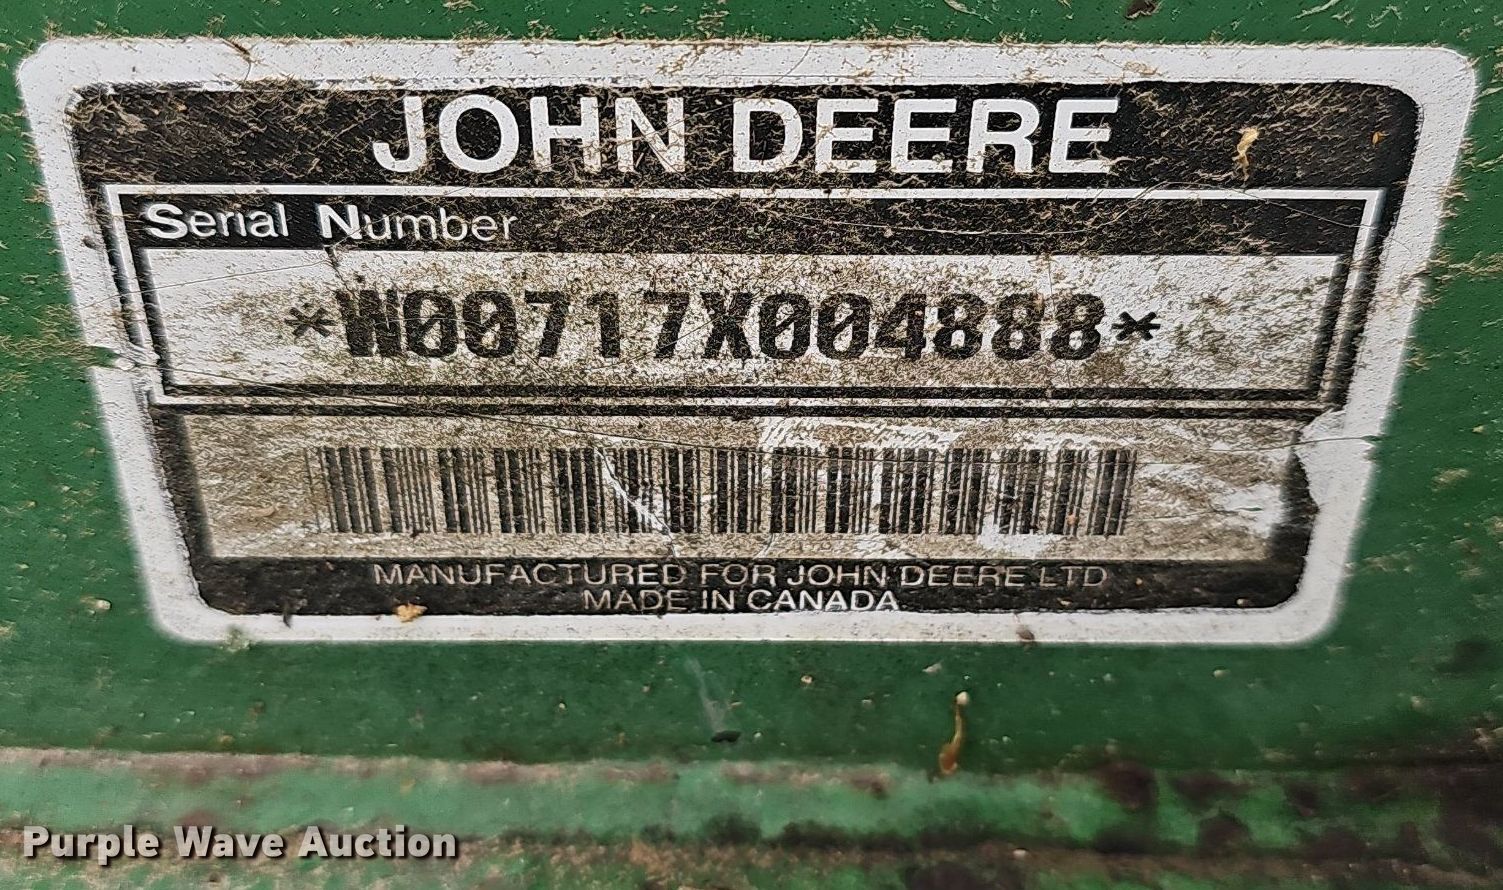 JOHN DEERE
Serial Number
*W00717X004888*
MANUFACTURED FOR JOHN DEERE LTD
MADE IN CANADA
Purple Wave Auction